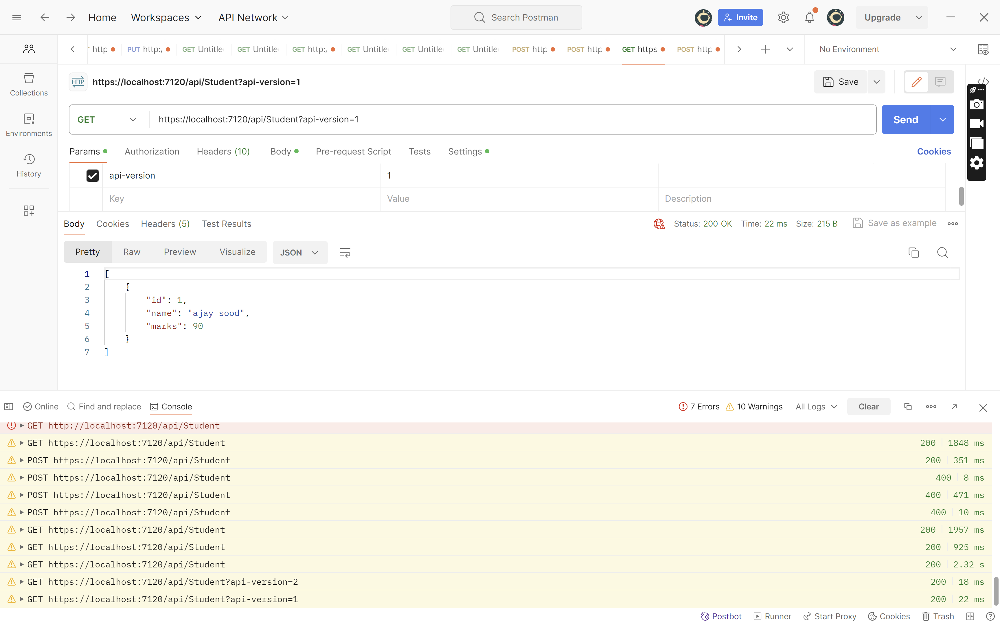 Home Workspaces API Network Search Postman Invite Upgrade
http PUT http:, GET Untitle GET Untitle GET http:, GET Untitle GET Untitle GET Untitle POST http POST http GET https POST http No Environment
HTTP https://localhost:7120/api/Student?api-version=1 Save
Collections
Environments
History
GET https://localhost:7120/api/Student?api-version=1 Send
Params Authorization Headers (10) Body Pre-request Script Tests Settings Cookies
api-version 1
Key Value Description
Body Cookies Headers (5) Test Results Status: 200 OK Time: 22 ms Size: 215 B Save as example
Pretty Raw Preview Visualize JSON
1 [
2 {
3 "id": 1,
4 "name": "ajay sood",
5 "marks": 90
6 }
7 ]
Online Find and replace Console 7 Errors 10 Warnings All Logs Clear
GET http://localhost:7120/api/Student
GET https://localhost:7120/api/Student 200 1848 ms
POST https://localhost:7120/api/Student 200 351 ms
POST https://localhost:7120/api/Student 400 8 ms
POST https://localhost:7120/api/Student 400 471 ms
POST https://localhost:7120/api/Student 400 10 ms
GET https://localhost:7120/api/Student 200 1957 ms
GET https://localhost:7120/api/Student 200 925 ms
GET https://localhost:7120/api/Student 200 2.32 s
GET https://localhost:7120/api/Student?api-version=2 200 18 ms
GET https://localhost:7120/api/Student?api-version=1 200 22 ms
Postbot Runner Start Proxy Cookies Trash